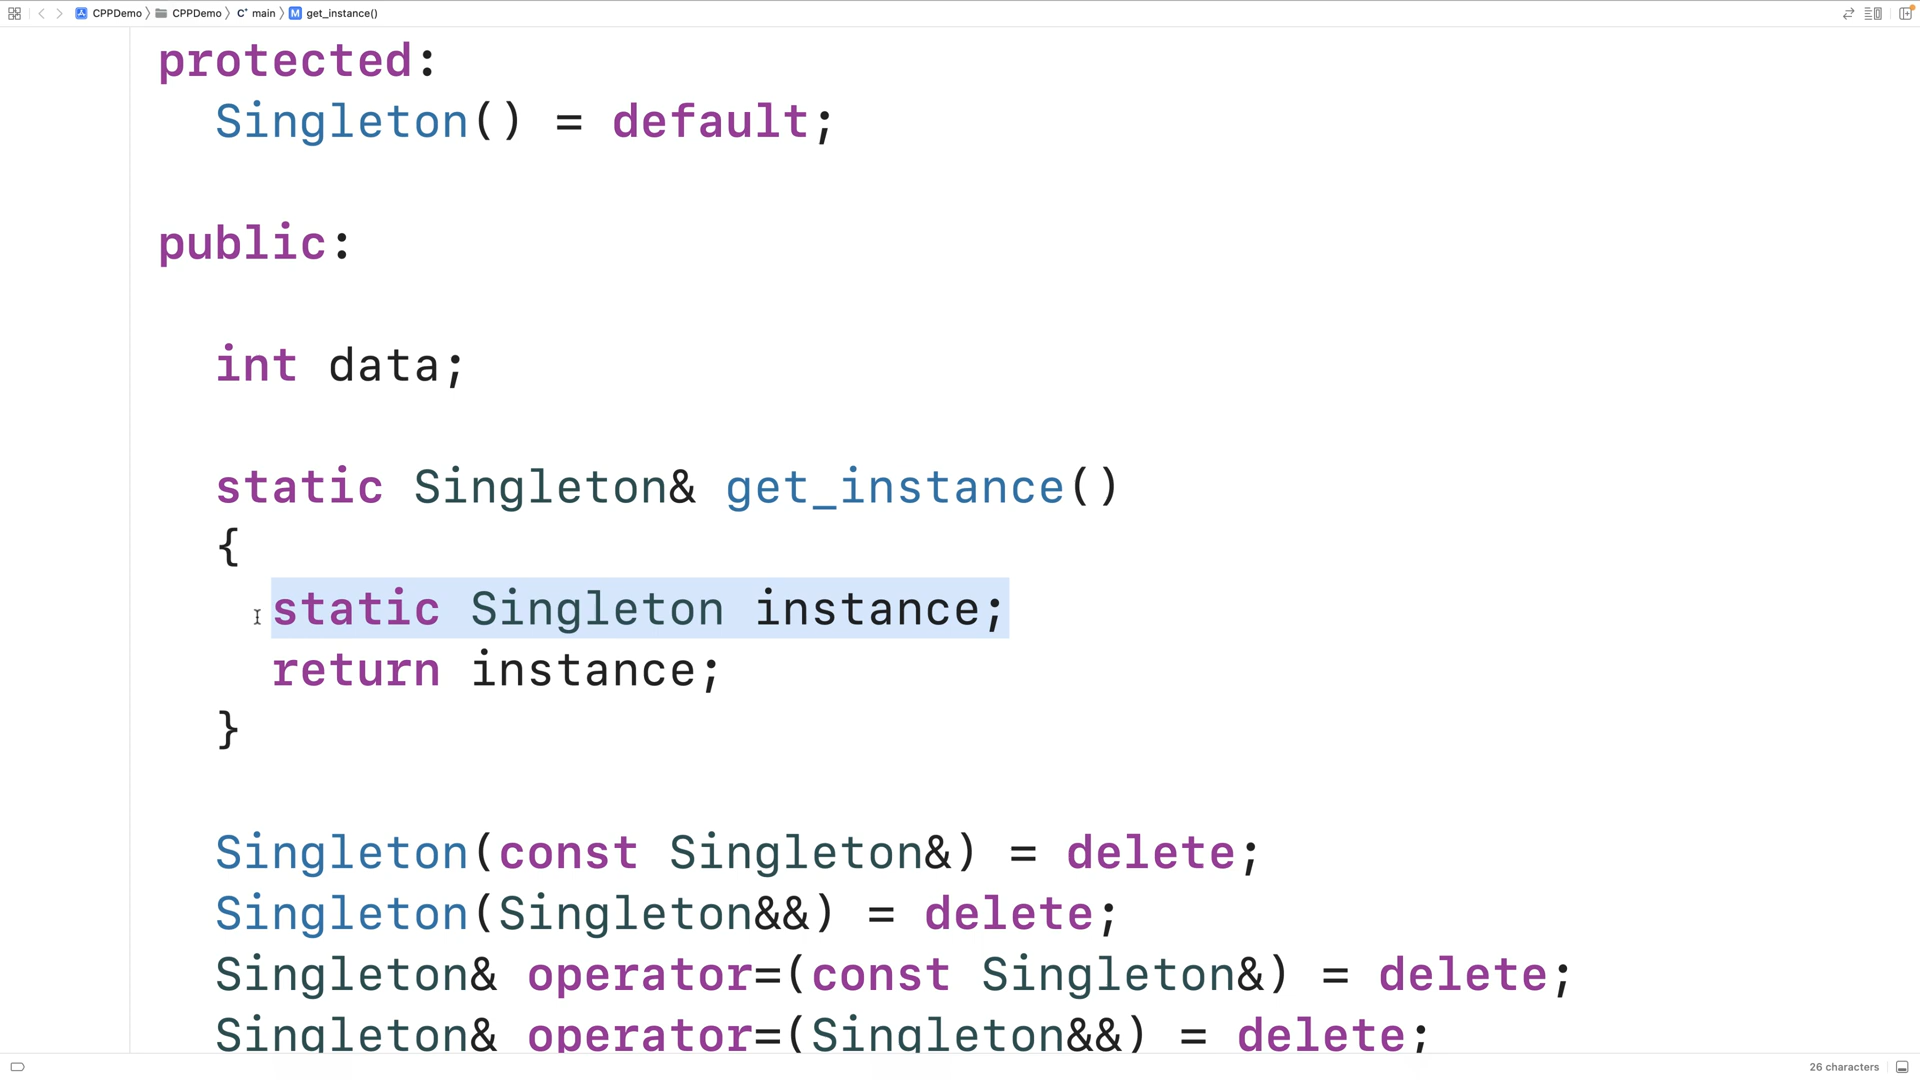 CPPDemo CPPDemo C⁺ main M get_instance()
protected:
Singleton() = default;
public:
int data;
static Singleton& get_instance()
{
static Singleton instance;
return instance;
}
Singleton(const Singleton&) = delete;
Singleton(Singleton&&) = delete;
Singleton& operator=(const Singleton&) = delete;
Singleton& operator=(Singleton&&) = delete;
26 characters